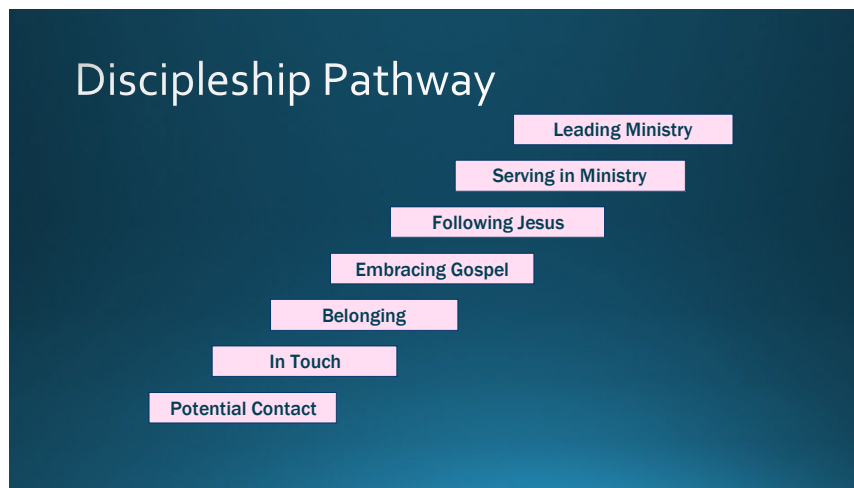 Discipleship Pathway
Leading Ministry
Serving in Ministry
Following Jesus
Embracing Gospel
Belonging
In Touch
Potential Contact